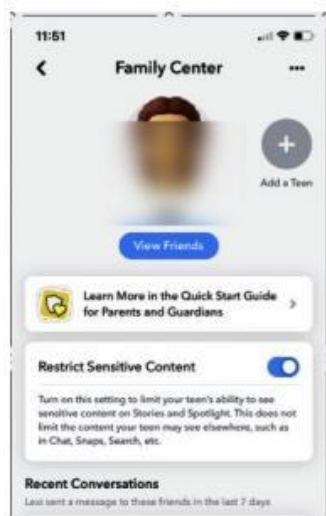 11:51
Family Center
Add a Teen
View Friends
Learn More in the Quick Start Guide
for Parents and Guardians
Restrict Sensitive Content
Turn on this setting to limit your teen's ability to see
sensitive content on Stories and Spotlight. This does not
limit the content your teen may see elsewhere, such as
in Chat, Snaps, Search, etc.
Recent Conversations
Last sent a message to these friends in the last 7 days